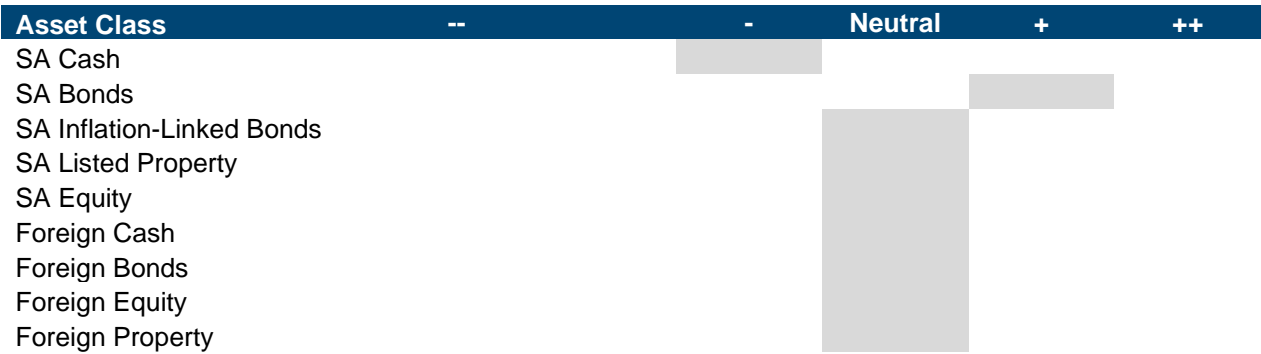 Asset Class -- - Neutral + ++
SA Cash
SA Bonds
SA Inflation-Linked Bonds
SA Listed Property
SA Equity
Foreign Cash
Foreign Bonds
Foreign Equity
Foreign Property